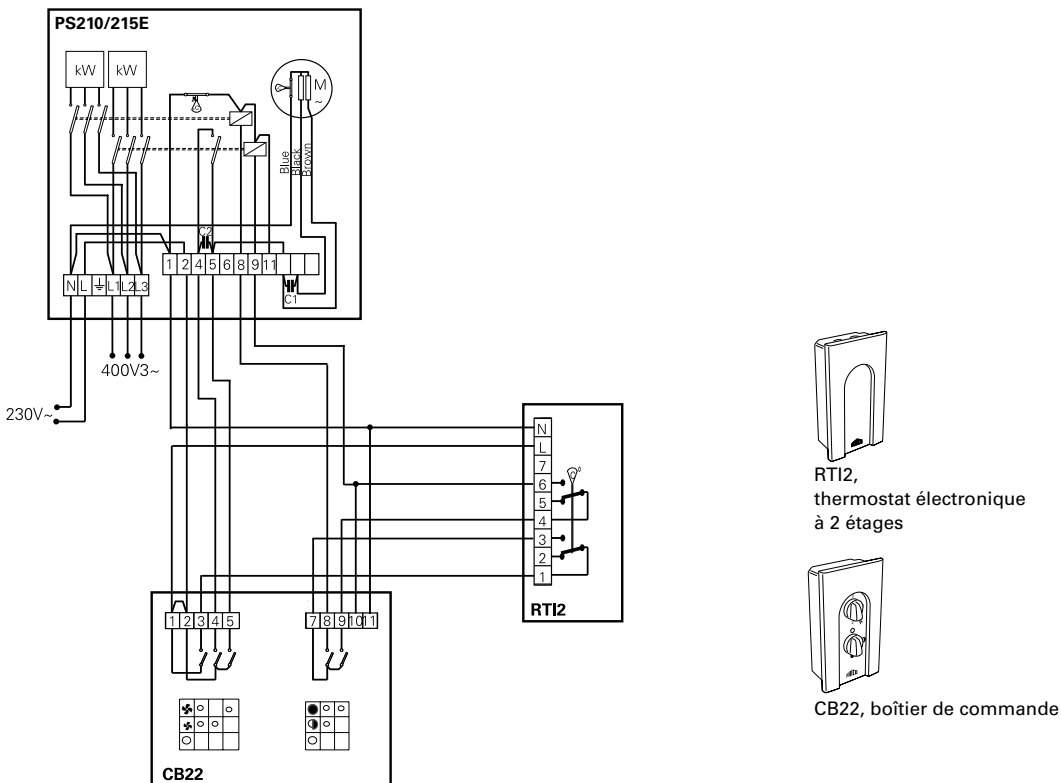 PS210/215E
kW kW
M
~
Blue
Black
Brown
C2
1 2 4 5 6 8 9 11
N L L1 L2 L3
C1
400V3~
230V~
RTI2
N
L
7
6
5
4
3
2
1
CB22
1 2 3 4 5
7 8 9 10 11
RTI2,
thermostat électronique
à 2 étages
CB22, boîtier de commande